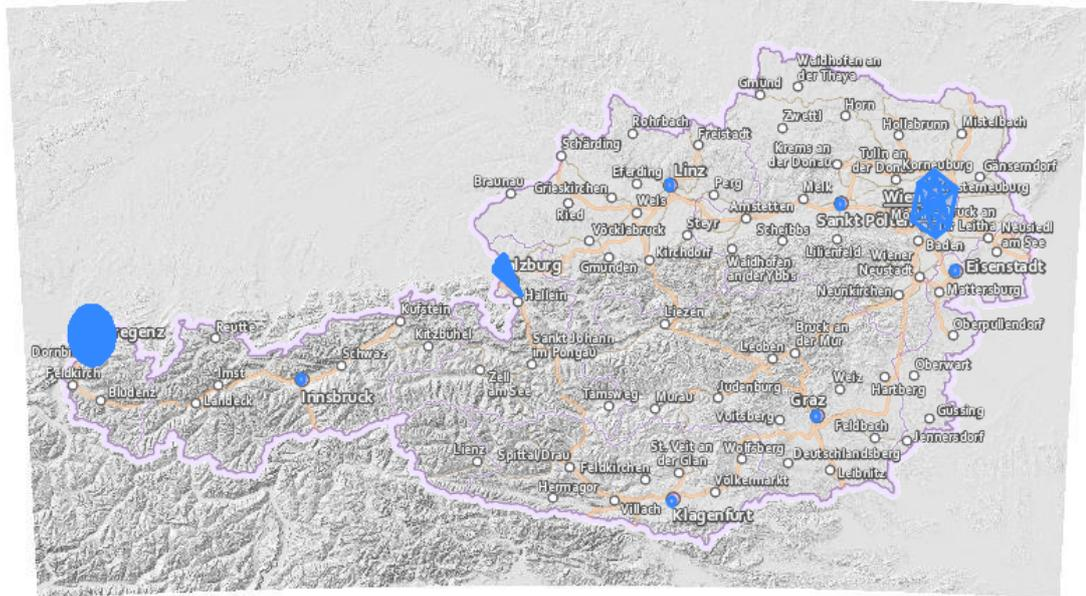 Waidhofen an
der Thaya
Gmünd
Horn
Zwettl
Hollabrunn
Mistelbach
Rohrbach
Freistadt
Schärding
Krems an
der Donau
Tulln an
Korneuburg
Gänserndorf
Braunau
Grieskirchen
Eferding
Linz
Perg
Melk
Wels
Ried
Amstetten
Sankt
Steyr
Scheibbs
Vöcklabruck
Lilienfeld
Baden
Leitha
Neusiedl
am See
Kirchdorf
Gmunden
Waidhofen
an der Ybbs
Wiener
Neustadt
Eisenstadt
Hallein
Neunkirchen
Mattersburg
Kufstein
Liezen
Oberpullendorf
Reutte
Kitzbühel
Sankt Johann
im Pongau
Bruck an
der Mur
Leoben
Schwaz
Feldkirch
Imst
Zell
am See
Oberwart
Bludenz
Landeck
Innsbruck
Tamsweg
Murau
Judenburg
Weiz
Hartberg
Voitsberg
Graz
Güssing
Feldbach
Jennersdorf
Lienz
Spittal/Drau
Feldkirchen
St. Veit an
der Glan
Wolfsberg
Deutschlandsberg
Leibnitz
Hermagor
Völkermarkt
Villach
Klagenfurt